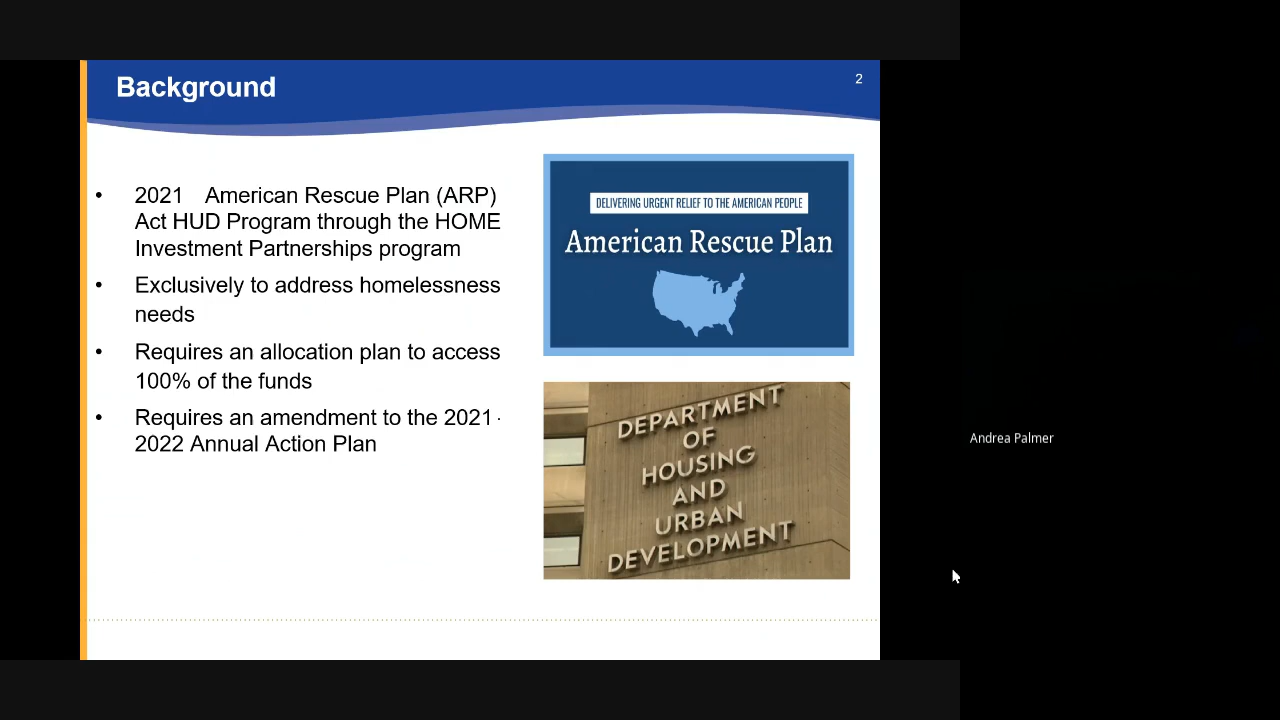 Background
2
• 2021 American Rescue Plan (ARP)
Act HUD Program through the HOME
Investment Partnerships program
• Exclusively to address homelessness
needs
• Requires an allocation plan to access
100% of the funds
• Requires an amendment to the 2021-
2022 Annual Action Plan
DELIVERING URGENT RELIEF TO THE AMERICAN PEOPLE
American Rescue Plan
DEPARTMENT
OF
HOUSING
AND
URBAN
DEVELOPMENT
Andrea Palmer